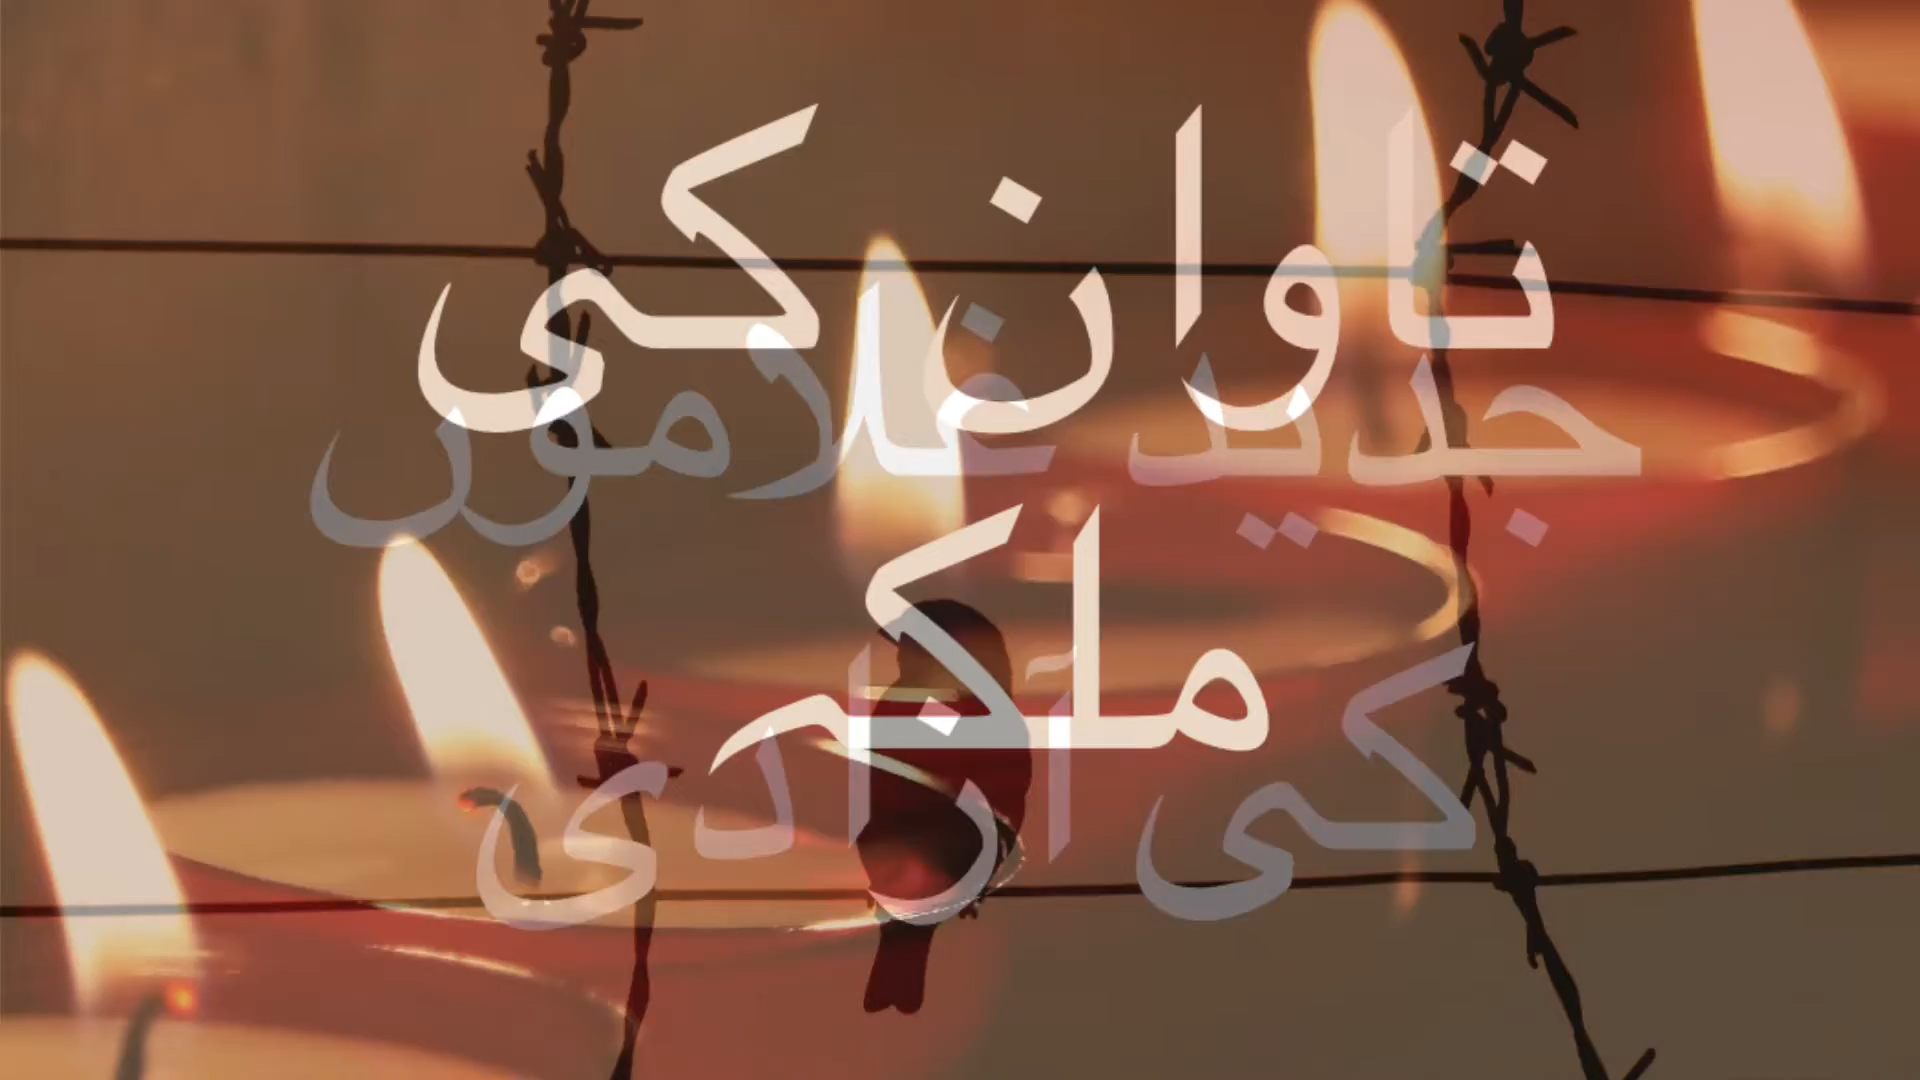 تاوان کی
جدید غلاموں
ملکہ
کی آزادی